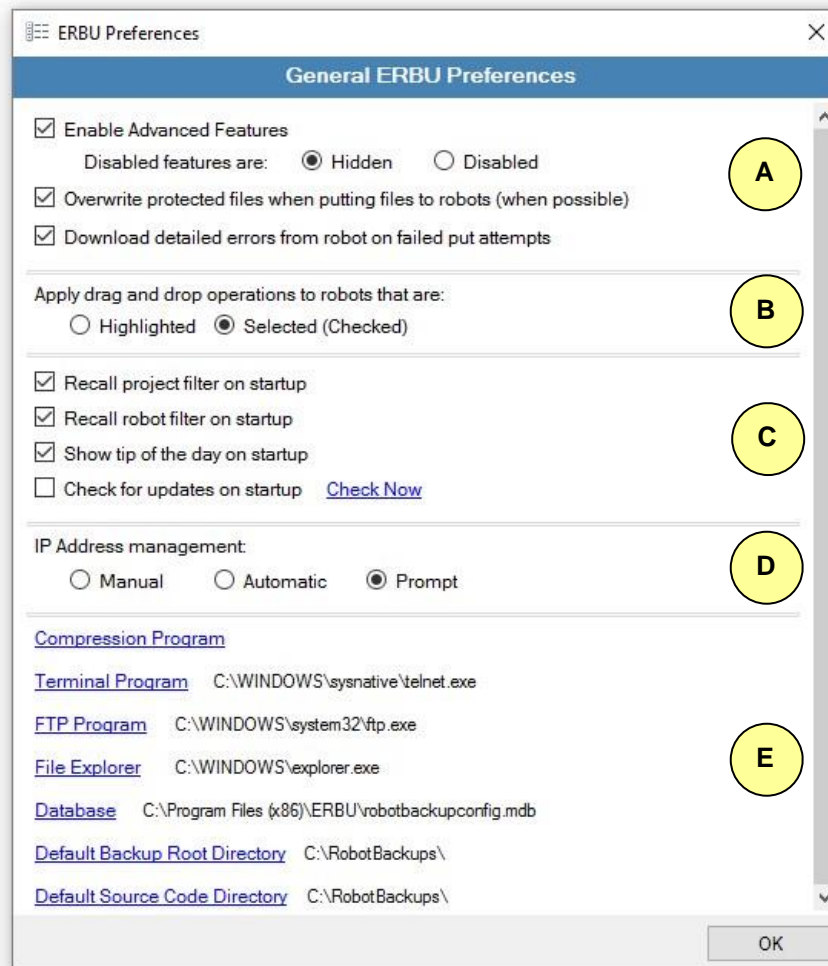 ERBU Preferences
General ERBU Preferences
Enable Advanced Features
Disabled features are: Hidden Disabled
A
Overwrite protected files when putting files to robots (when possible)
Download detailed errors from robot on failed put attempts
Apply drag and drop operations to robots that are:
B
Highlighted Selected (Checked)
Recall project filter on startup
Recall robot filter on startup
C
Show tip of the day on startup
Check for updates on startup Check Now
IP Address management:
D
Manual Automatic Prompt
Compression Program
Terminal Program C:\WINDOWS\sysnative\telnet.exe
FTP Program C:\WINDOWS\system32\ftp.exe
E
File Explorer C:\WINDOWS\explorer.exe
Database C:\Program Files (x86)\ERBU\robotbackupconfig.mdb
Default Backup Root Directory C:\RobotBackups\
Default Source Code Directory C:\RobotBackups\
OK